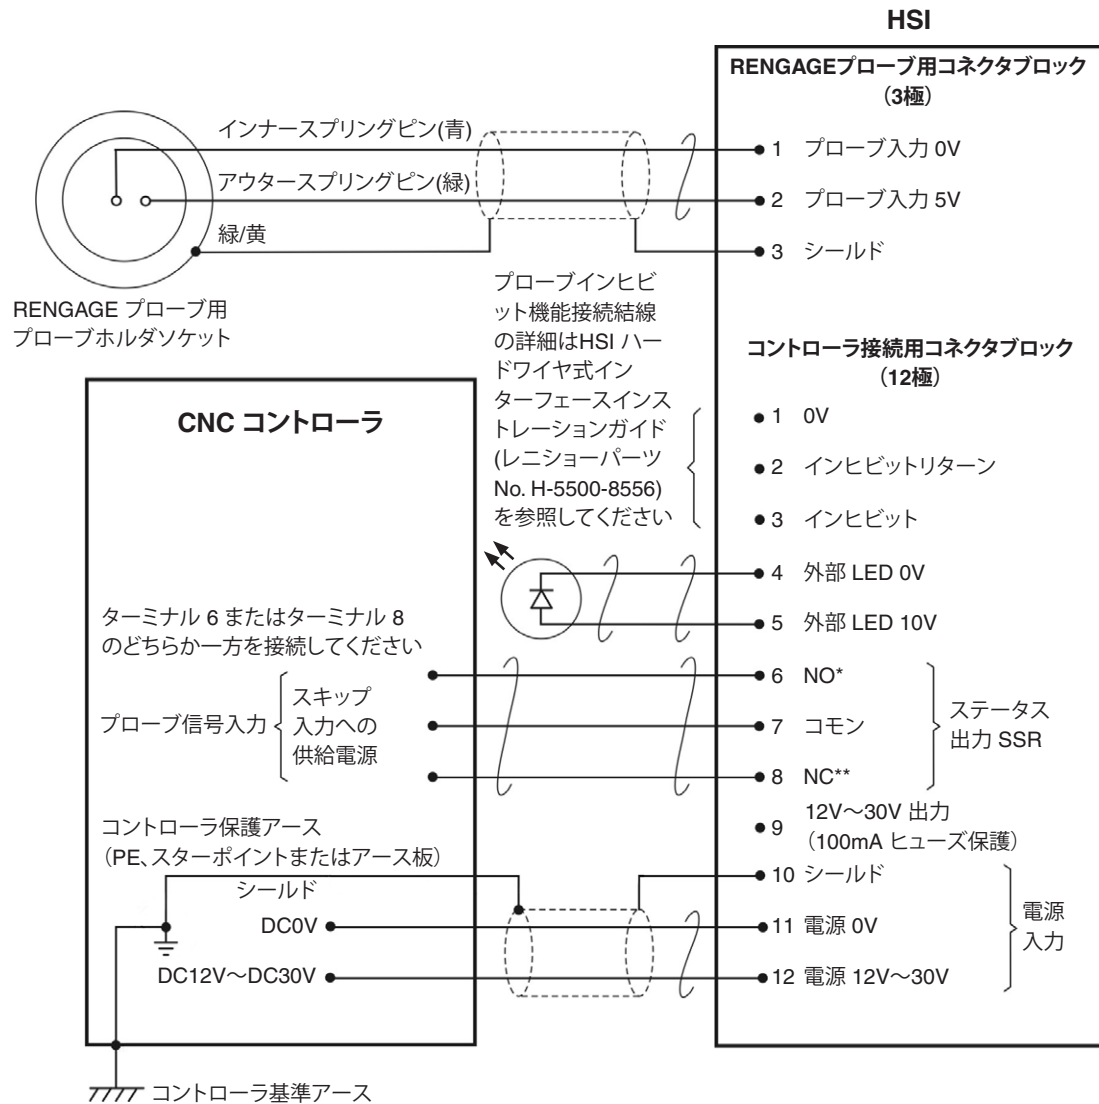 HSI
RENGAGEプローブ用コネクタブロック
（3極）
インナースプリングピン(青)
アウタースプリングピン(緑)
緑/黄
1 プローブ入力 0V
2 プローブ入力 5V
3 シールド
RENGAGE プローブ用
プローブホルダソケット
プローブインヒビ
ット機能接続結線
の詳細はHSI ハー
ドワイヤ式イン
ターフェースインス
トレーションガイド
(レニショーパーツ
No. H-5500-8556)
を参照してください
コントローラ接続用コネクタブロック
（12極）
1 0V
2 インヒビットリターン
3 インヒビット
4 外部 LED 0V
5 外部 LED 10V
6 NO*
7 コモン
8 NC**
ステータス
出力 SSR
9 12V～30V 出力
（100mA ヒューズ保護）
10 シールド
11 電源 0V
12 電源 12V～30V
電源
入力
CNC コントローラ
ターミナル 6 またはターミナル 8
のどちらか一方を接続してください
プローブ信号入力
スキップ
入力への
供給電源
コントローラ保護アース
（PE、スターポイントまたはアース板）
シールド
DC0V
DC12V～DC30V
コントローラ基準アース